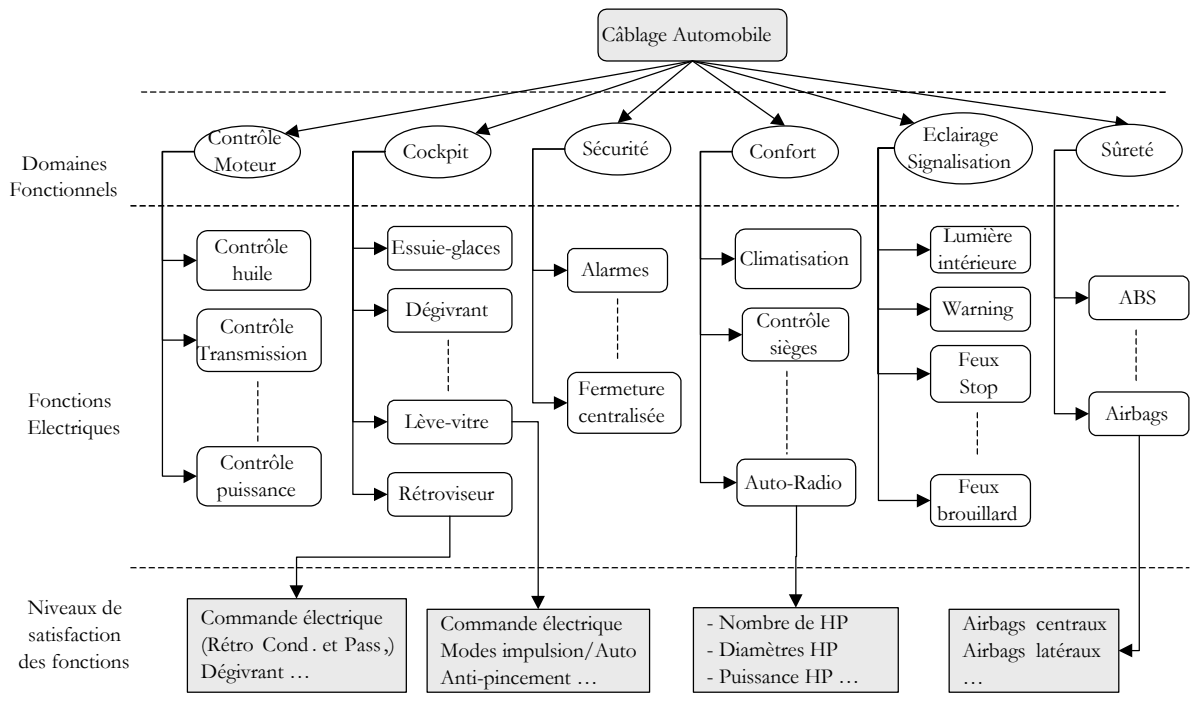 Câblage Automobile
Domaines
Fonctionnels
Contrôle
Moteur
Cockpit
Sécurité
Confort
Eclairage
Signalisation
Sûreté
Fonctions
Electriques
Contrôle
huile
Contrôle
Transmission
Contrôle
puissance
Essuie-glaces
Dégivrant
Lève-vitre
Rétroviseur
Alarmes
Fermeture
centralisée
Climatisation
Contrôle
sièges
Auto-Radio
Lumière
intérieure
Warning
Feux
Stop
Feux
brouillard
ABS
Airbags
Niveaux de
satisfaction
des fonctions
Commande électrique
(Rétro Cond. et Pass,)
Dégivrant …
Commande électrique
Modes impulsion/Auto
Anti-pincement …
- Nombre de HP
- Diamètres HP
- Puissance HP …
Airbags centraux
Airbags latéraux
…